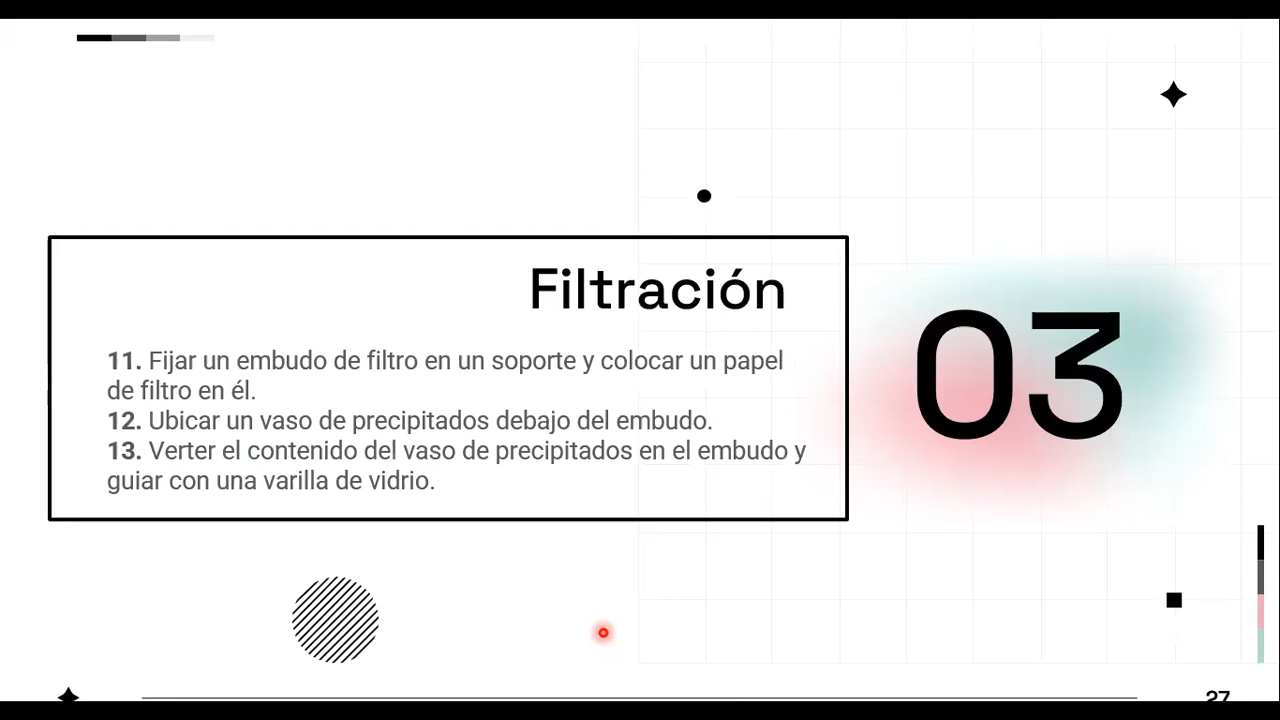 Filtración
11. Fijar un embudo de filtro en un soporte y colocar un papel
de filtro en él.
12. Ubicar un vaso de precipitados debajo del embudo.
13. Verter el contenido del vaso de precipitados en el embudo y
guiar con una varilla de vidrio.
03
27